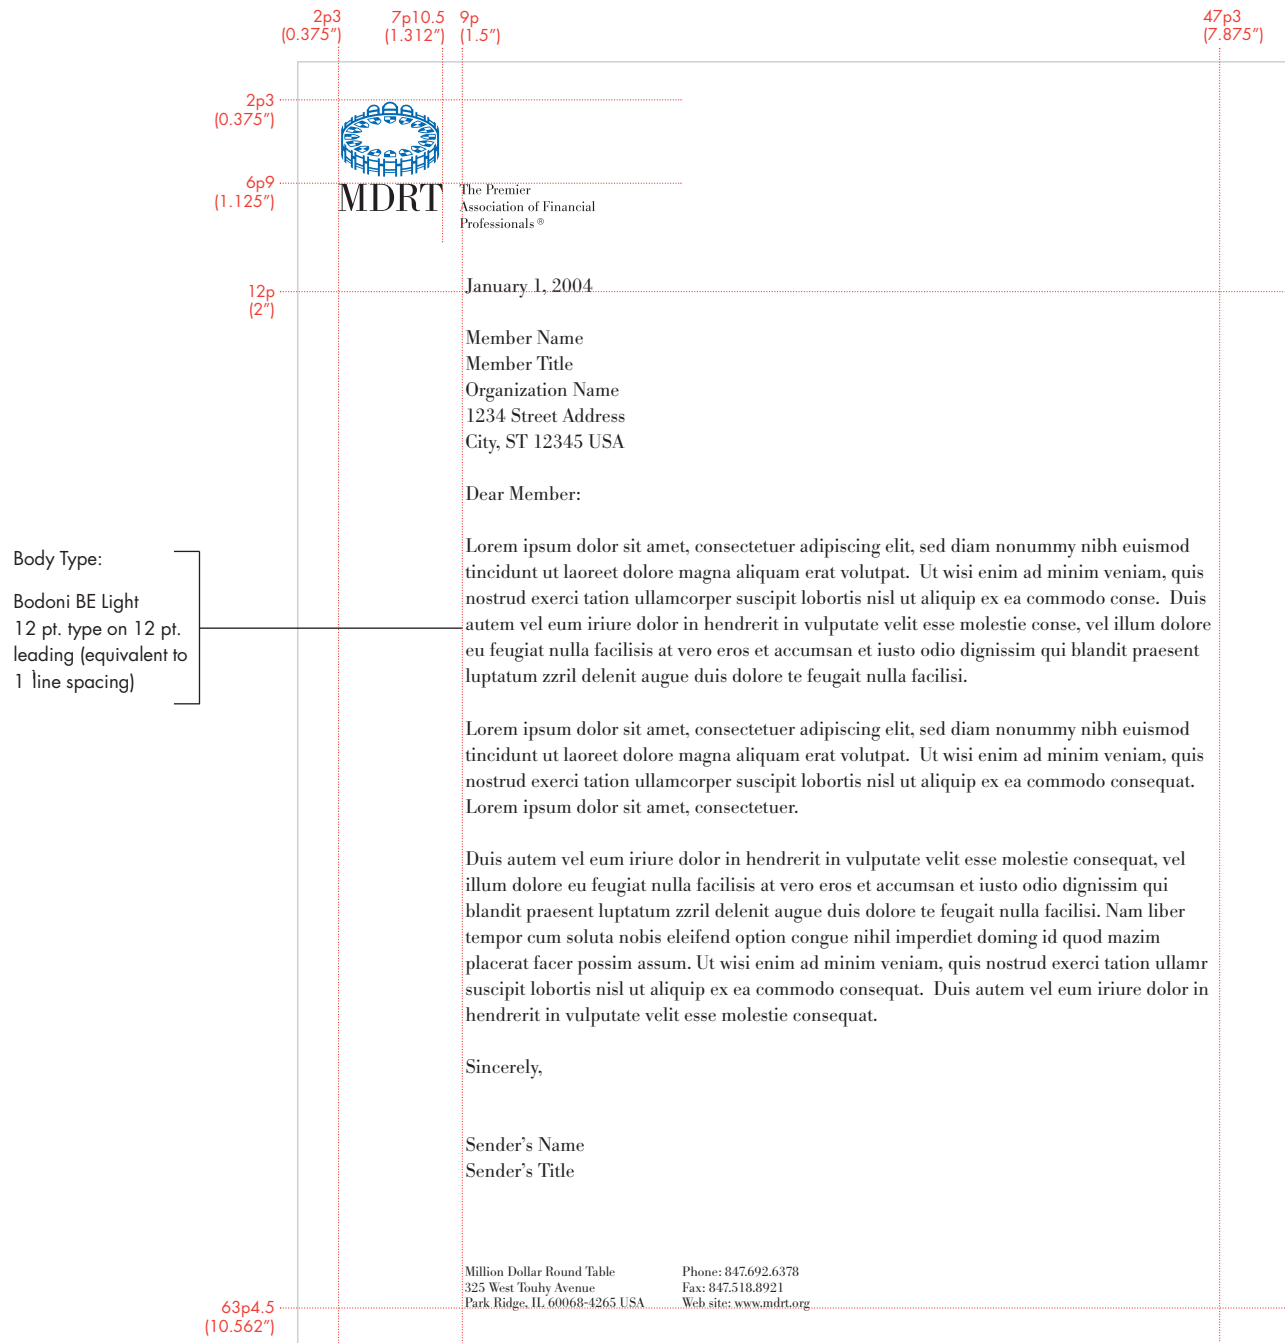 2p3
(0.375")
7p10.5
(1.312")
9p
(1.5")
47p3
(7.875")
2p3
(0.375")
6p9
(1.125")
MDRT
The Premier
Association of Financial
Professionals ®
12p
(2")
January 1, 2004
Member Name
Member Title
Organization Name
1234 Street Address
City, ST 12345 USA
Dear Member:
Body Type:
Bodoni BE Light
12 pt. type on 12 pt.
leading (equivalent to
1 line spacing)
Lorem ipsum dolor sit amet, consectetuer adipiscing elit, sed diam nonummy nibh euismod
tincidunt ut laoreet dolore magna aliquam erat volutpat.  Ut wisi enim ad minim veniam, quis
nostrud exerci tation ullamcorper suscipit lobortis nisl ut aliquip ex ea commodo conse.  Duis
autem vel eum iriure dolor in hendrerit in vulputate velit esse molestie conse, vel illum dolore
eu feugiat nulla facilisis at vero eros et accumsan et iusto odio dignissim qui blandit praesent
luptatum zzril delenit augue duis dolore te feugait nulla facilisi.
Lorem ipsum dolor sit amet, consectetuer adipiscing elit, sed diam nonummy nibh euismod
tincidunt ut laoreet dolore magna aliquam erat volutpat.  Ut wisi enim ad minim veniam, quis
nostrud exerci tation ullamcorper suscipit lobortis nisl ut aliquip ex ea commodo consequat.
Lorem ipsum dolor sit amet, consectetuer.
Duis autem vel eum iriure dolor in hendrerit in vulputate velit esse molestie consequat, vel
illum dolore eu feugiat nulla facilisis at vero eros et accumsan et iusto odio dignissim qui
blandit praesent luptatum zzril delenit augue duis dolore te feugait nulla facilisi. Nam liber
tempor cum soluta nobis eleifend option congue nihil imperdiet doming id quod mazim
placerat facer possim assum. Ut wisi enim ad minim veniam, quis nostrud exerci tation ullamr
suscipit lobortis nisl ut aliquip ex ea commodo consequat.  Duis autem vel eum iriure dolor in
hendrerit in vulputate velit esse molestie consequat.
Sincerely,
Sender's Name
Sender's Title
Million Dollar Round Table
325 West Touhy Avenue
Park Ridge, IL 60068-4265 USA
Phone: 847.692.6378
Fax: 847.518.8921
Web site: www.mdrt.org
63p4.5
(10.562")